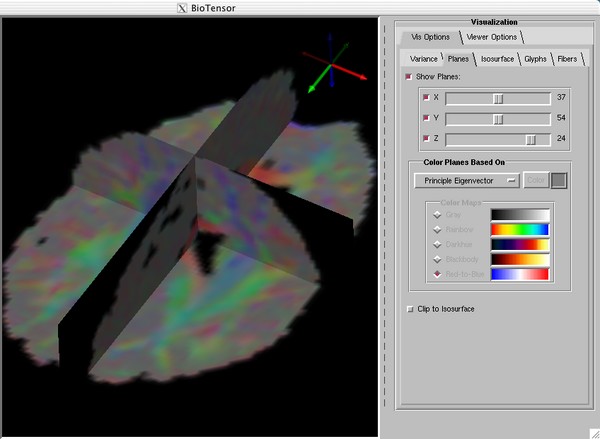 BioTensor
Visualization
Vis Options Viewer Options
Variance Planes Isosurface Glyphs Fibers
Show Planes:
X 37
Y 54
Z 24
Color Planes Based On
Principle Eigenvector Color
Color Maps
Gray
Rainbow
Darkhue
Blackbody
Red-to-Blue
Clip to Isosurface